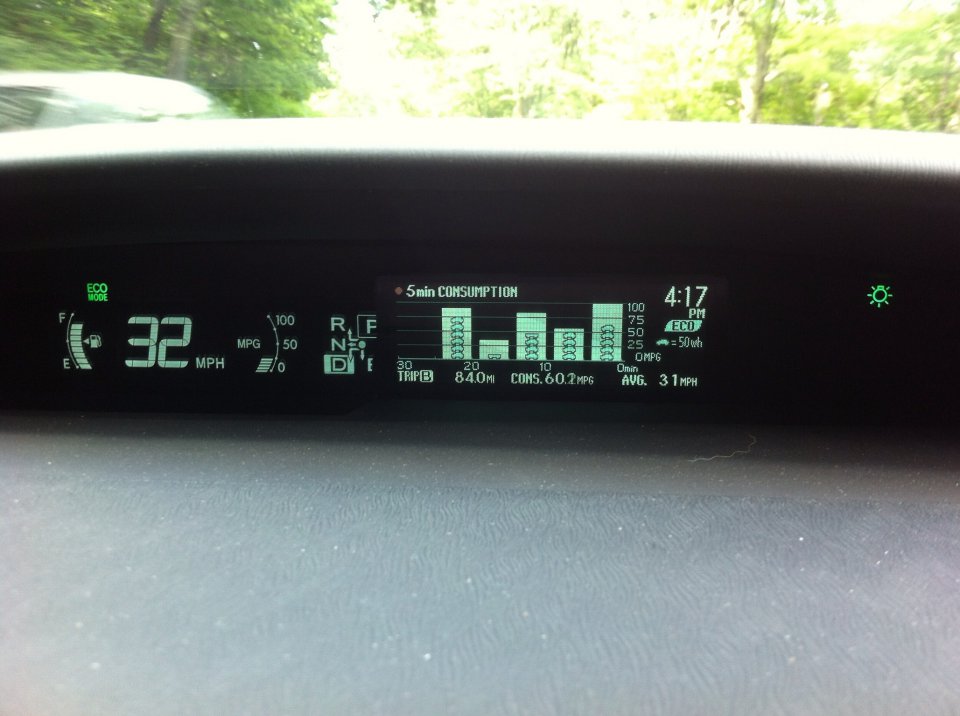 ECO
MODE
F
E
32 MPH
MPG
100
50
0
R
N
D
P
5min CONSUMPTION
100
75
50
25
0MPG
30 20 10 0min
4:17
PM
ECO
= 50wh
TRIP B 84.0MI CONS.60.2MPG AVG. 31MPH